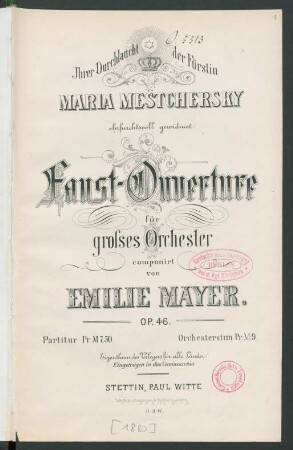 O. 5313
Ihrer Durchlaucht der Fürstin
MARIA MESTCHERSKY
ehrfurchtsvoll gewidmet.
Faust-Ouverture
für
grosses Orchester
componirt
von
EMILIE MAYER.
OP. 46.
Partitur Pr. M 7,50 Orchesterstim. Pr. M 9
Eigenthum des Verlegers für alle Länder.
Eingetragen in das Vereinsarchiv.
STETTIN, PAUL WITTE
[1880]